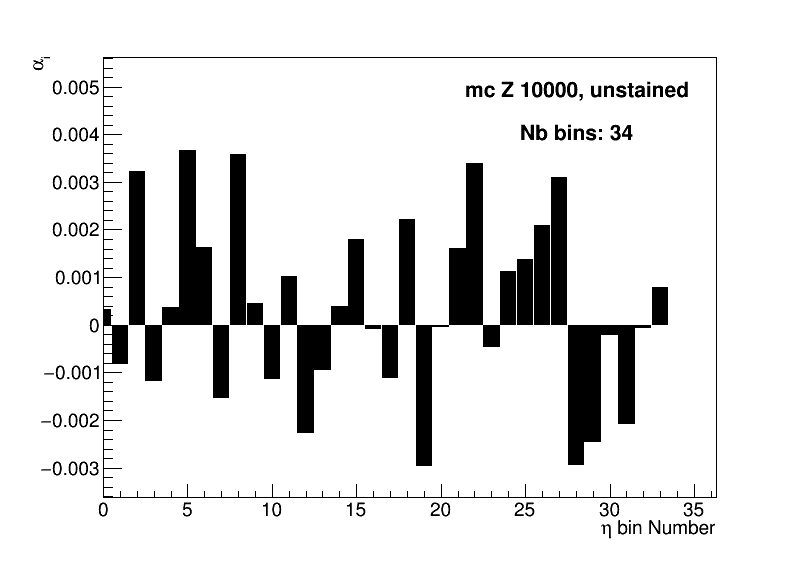 αi
mc Z 10000, unstained
Nb bins: 34
0.005
0.004
0.003
0.002
0.001
0
−0.001
−0.002
−0.003
0 5 10 15 20 25 30 35
η bin Number